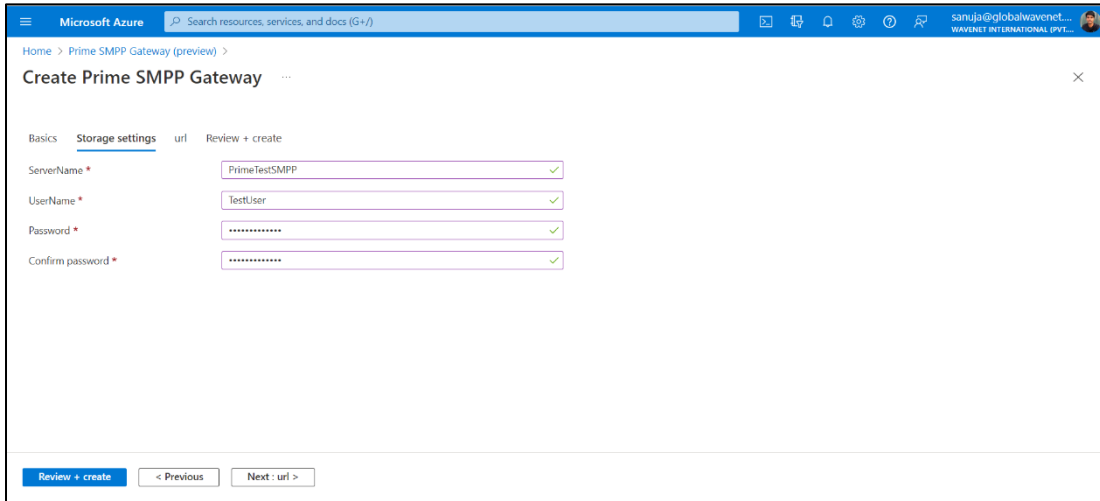 Microsoft Azure Search resources, services, and docs (G+/) sanuja@globalwavenet....
WAVENET INTERNATIONAL (PVT....
Home > Prime SMPP Gateway (preview) >
Create Prime SMPP Gateway ...
Basics Storage settings url Review + create
ServerName * PrimeTestSMPP
UserName * TestUser
Password * •••••••••••••
Confirm password * •••••••••••••
Review + create < Previous Next : url >